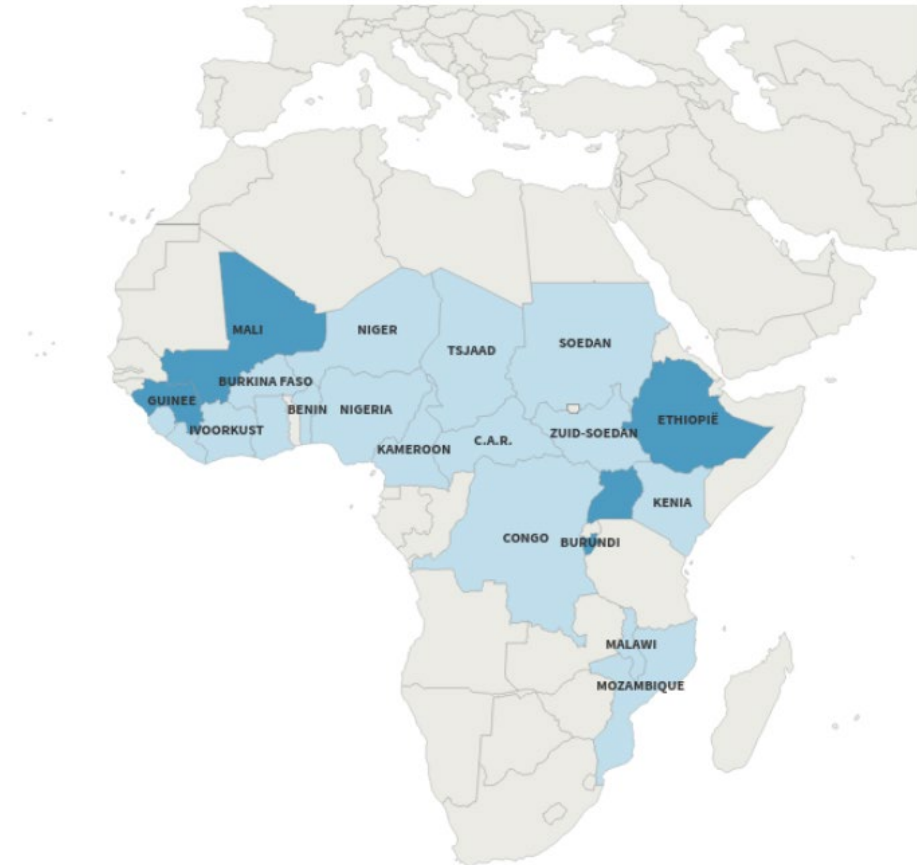 MALI
NIGER
TSJAAD
SOEDAN
BURKINA FASO
GUINEE
BENIN
NIGERIA
IVOORKUST
KAMEROON
C.A.R.
ZUID-SOEDAN
ETHIOPIË
KENIA
CONGO
BURUNDI
MALAWI
MOZAMBIQUE